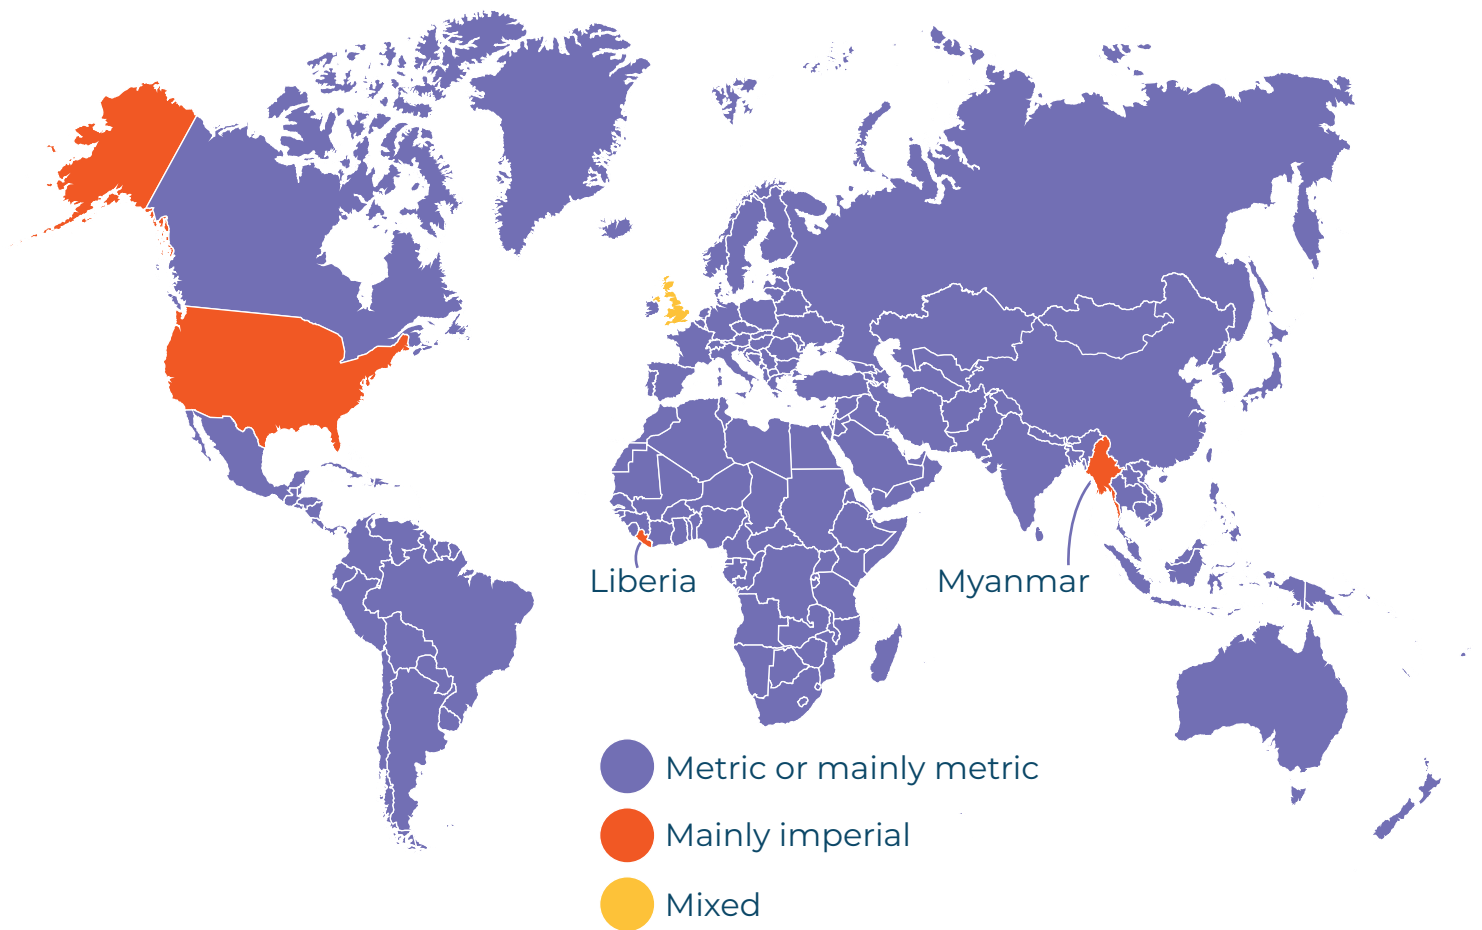 Liberia
Myanmar
Metric or mainly metric
Mainly imperial
Mixed